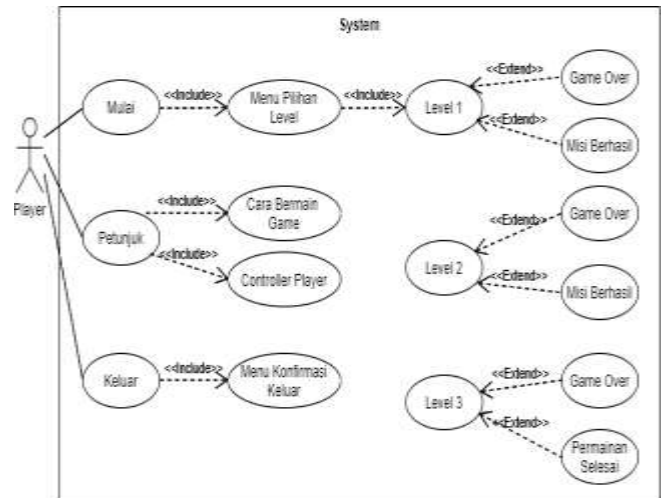 System
<<Extend>>
Game Over
Mulai
<<Include>>
Menu Pilihan
Level
<<Include>>
Level 1
<<Extend>>
Misi Berhasil
Player
Petunjuk
<<Include>>
Cara Bermain
Game
<<Include>>
Controller Player
<<Extend>>
Game Over
Level 2
<<Extend>>
Misi Berhasil
Keluar
<<Include>>
Menu Konfirmasi
Keluar
<<Extend>>
Game Over
Level 3
<<Extend>>
Permainan
Selesai